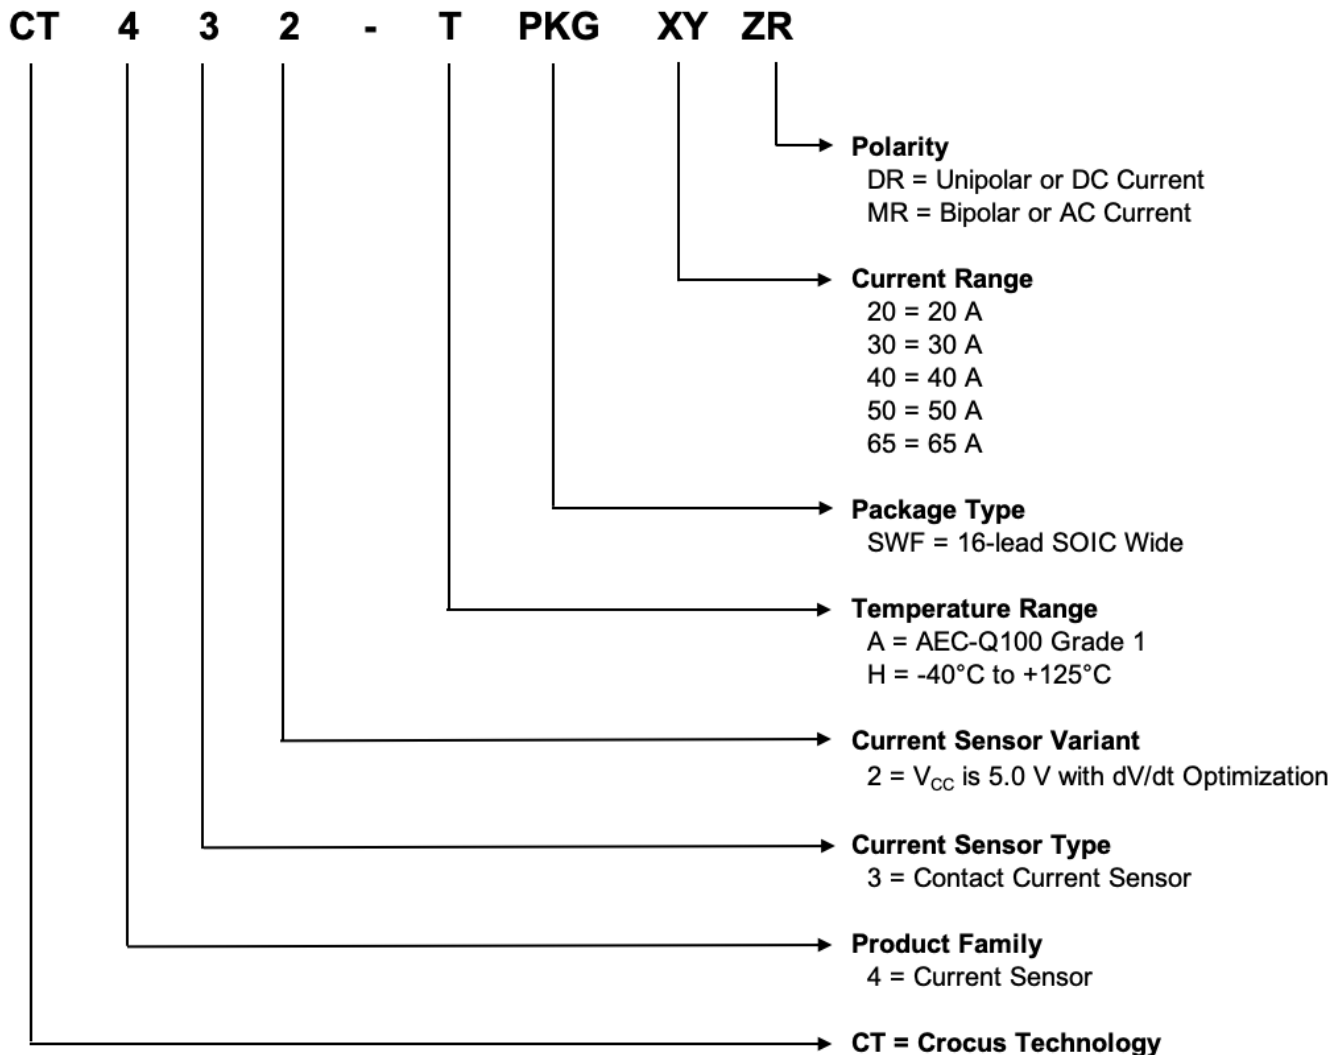 CT 4 3 2 - T PKG XY ZR
Polarity
DR = Unipolar or DC Current
MR = Bipolar or AC Current
Current Range
20 = 20 A
30 = 30 A
40 = 40 A
50 = 50 A
65 = 65 A
Package Type
SWF = 16-lead SOIC Wide
Temperature Range
A = AEC-Q100 Grade 1
H = -40°C to +125°C
Current Sensor Variant
2 = VCC is 5.0 V with dV/dt Optimization
Current Sensor Type
3 = Contact Current Sensor
Product Family
4 = Current Sensor
CT = Crocus Technology